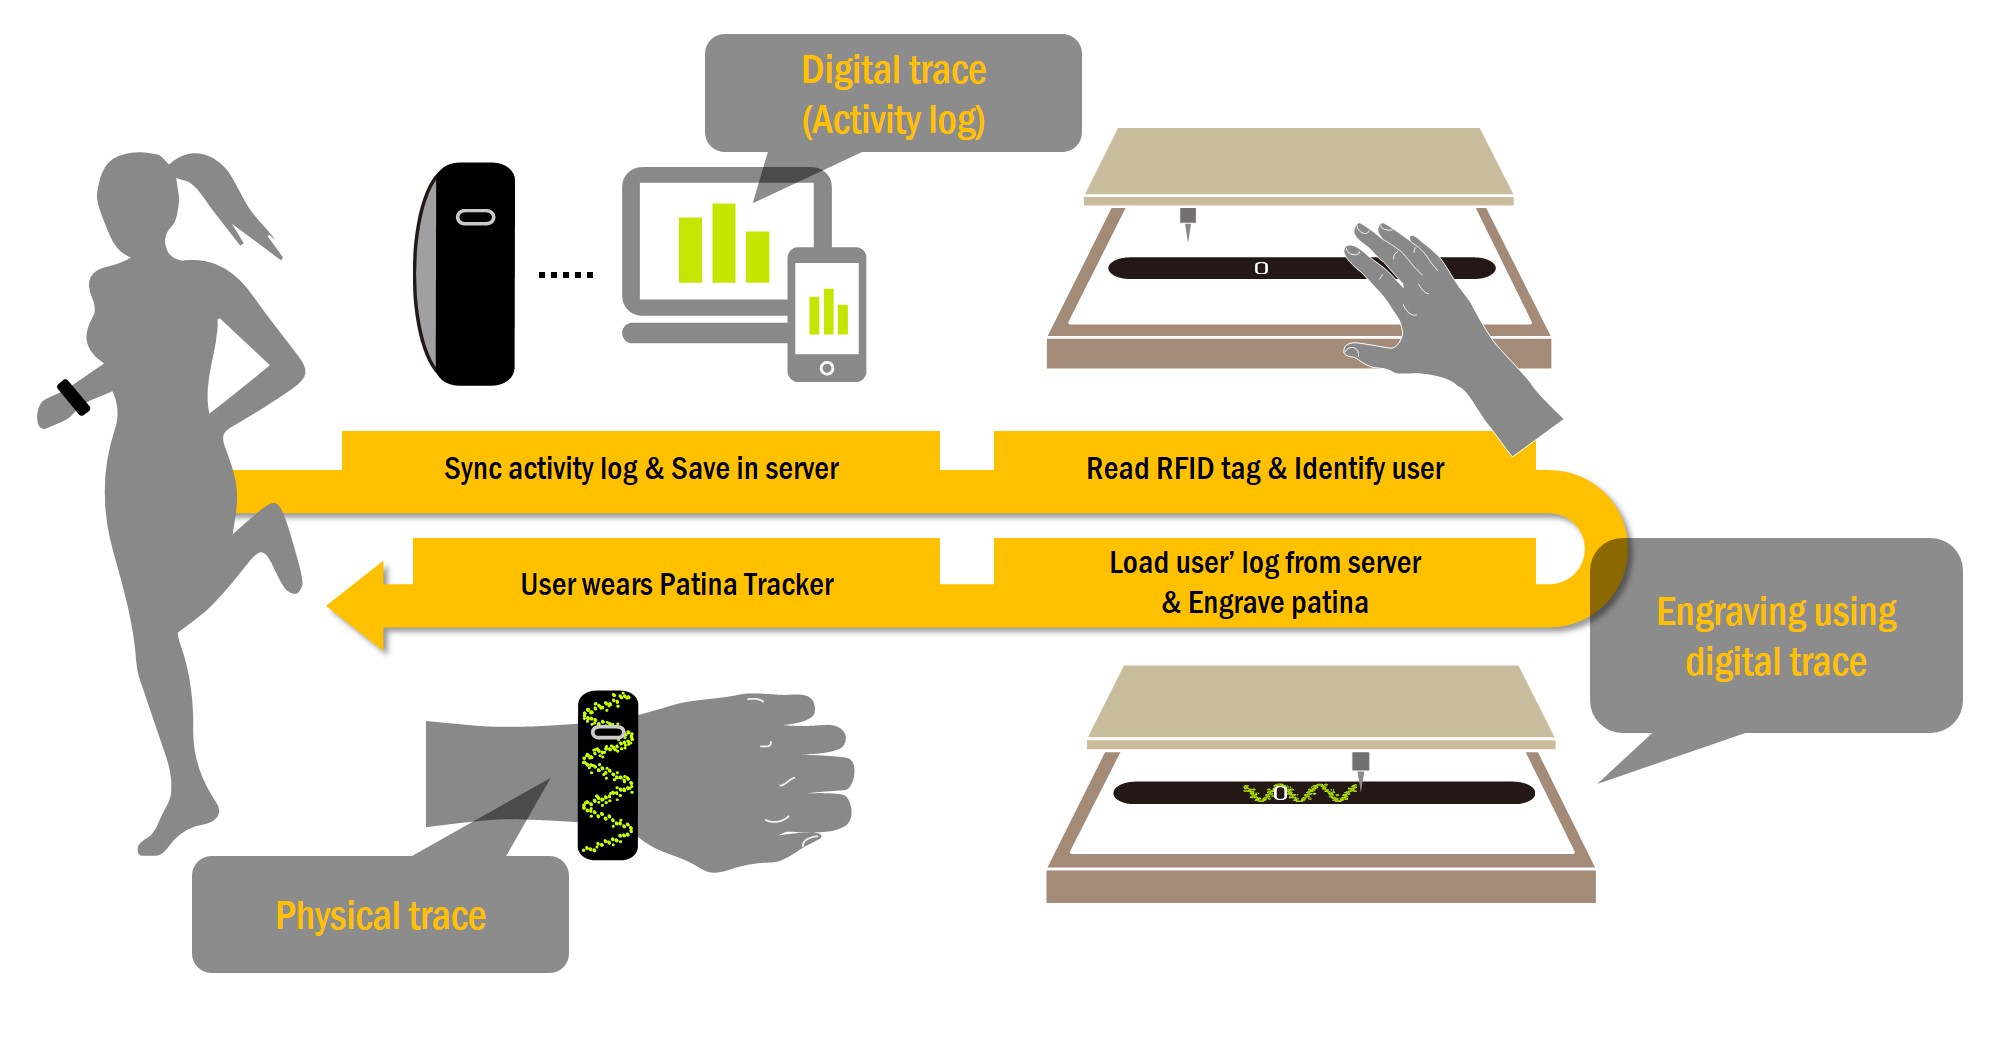 Digital trace
(Activity log)
Sync activity log & Save in server
Read RFID tag & Identify user
Load user’ log from server
& Engrave patina
User wears Patina Tracker
Engraving using
digital trace
Physical trace